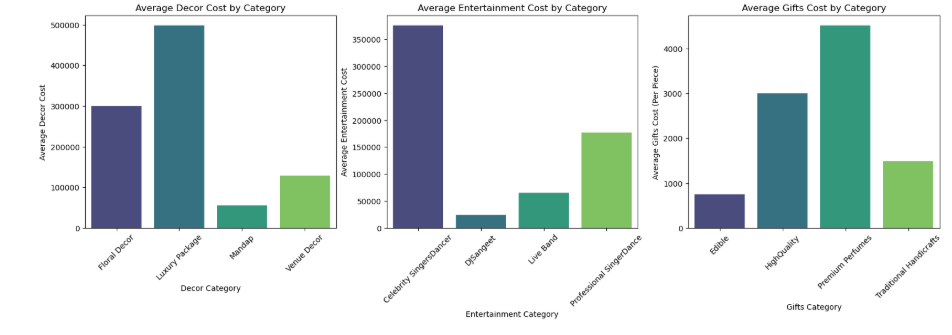 Average Decor Cost by Category
Average Decor Cost
500000
400000
300000
200000
100000
0
Floral Decor
Luxury Package
Mandap
Venue Decor
Decor Category
Average Entertainment Cost by Category
Average Entertainment Cost
350000
300000
250000
200000
150000
100000
50000
0
Celebrity SingersDancer
DJSangeet
Live Band
Professional SingerDance
Entertainment Category
Average Gifts Cost by Category
Average Gifts Cost (Per Piece)
4000
3000
2000
1000
0
Edible
HighQuality
Premium Perfumes
Traditional Handicrafts
Gifts Category